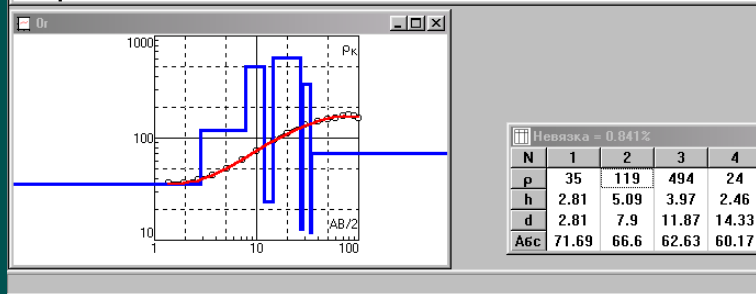 0г
1000
ρк
100
10
AB/2
1 10 100
Невязка = 0.841%
N 1 2 3 4
ρ 35 119 494 24
h 2.81 5.09 3.97 2.46
d 2.81 7.9 11.87 14.33
Абс 71.69 66.6 62.63 60.17